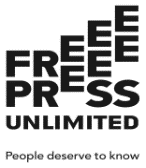 FREE
PRESS
UNLIMITED
People deserve to know